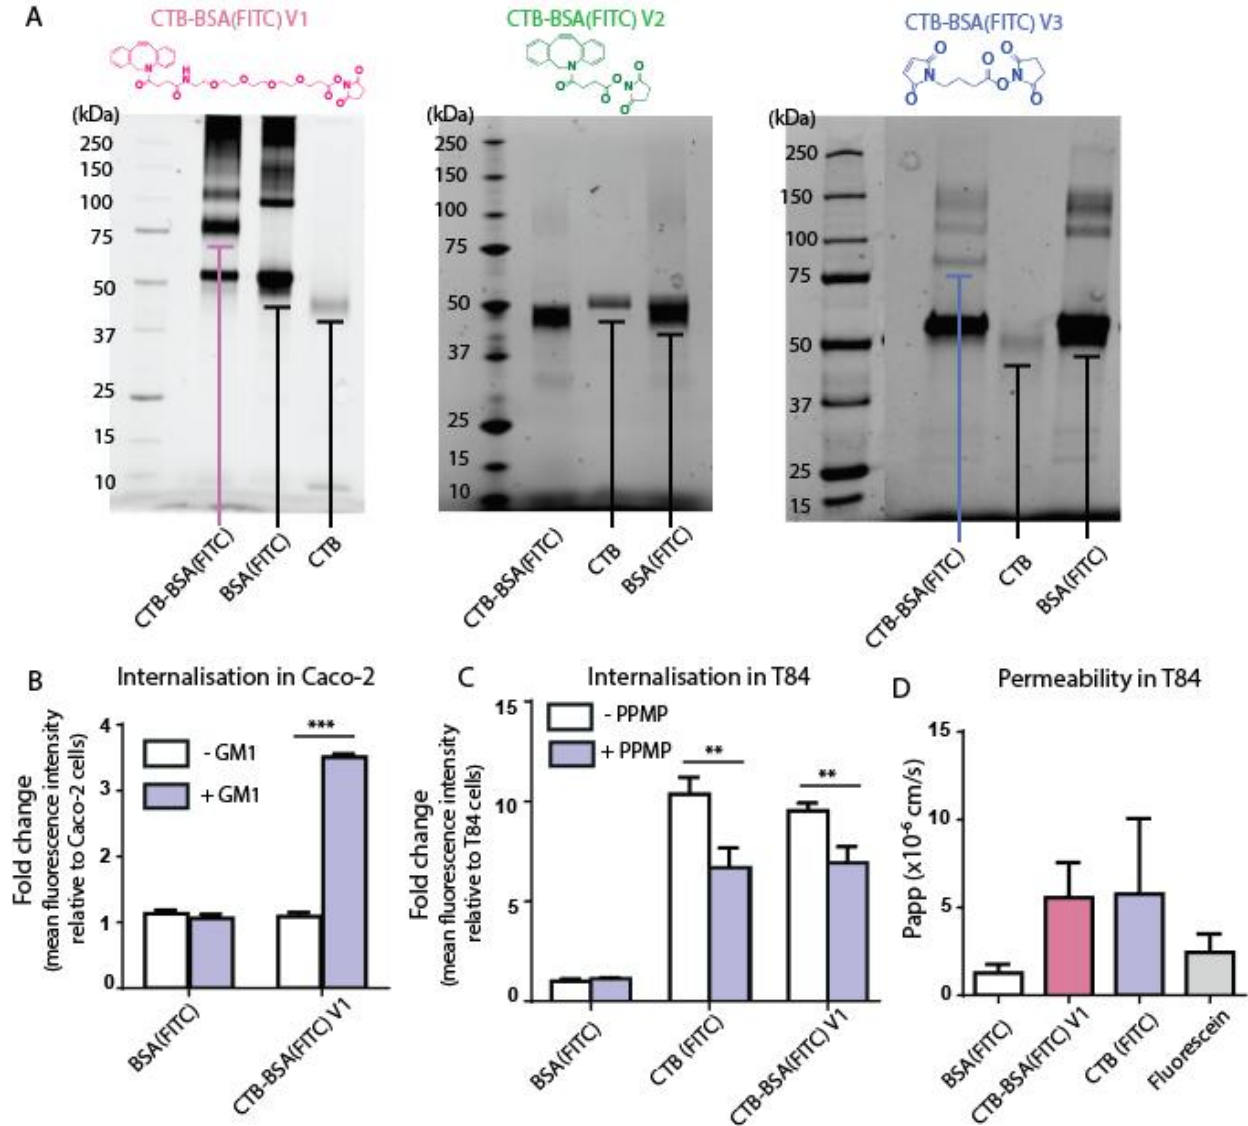 A
CTB-BSA(FITC) V1
CTB-BSA(FITC) V2
CTB-BSA(FITC) V3
N
O
H
N
O
O
O
O
O
O
O
N
O
O
N
O
O
O
N
O
O
O
N
O
O
O
N
O
O
(kDa)
250
150
100
75
50
37
25
15
10
CTB-BSA(FITC)
BSA(FITC)
CTB
(kDa)
250
150
100
75
50
37
25
15
10
CTB-BSA(FITC)
CTB
BSA(FITC)
(kDa)
250
150
100
75
50
37
25
15
CTB-BSA(FITC)
CTB
BSA(FITC)
B
Internalisation in Caco-2
Fold change
(mean fluorescence intensity
relative to Caco-2 cells)
4
3
2
1
0
- GM1
+ GM1
***
BSA(FITC)
CTB-BSA(FITC) V1
C
Internalisation in T84
Fold change
(mean fluorescence intensity
relative to T84 cells)
15
10
5
0
- PPMP
+ PPMP
**
**
BSA(FITC)
CTB (FITC)
CTB-BSA(FITC) V1
D
Permeability in T84
Papp (x10⁻⁶ cm/s)
15
10
5
0
BSA(FITC)
CTB-BSA(FITC) V1
CTB (FITC)
Fluorescein